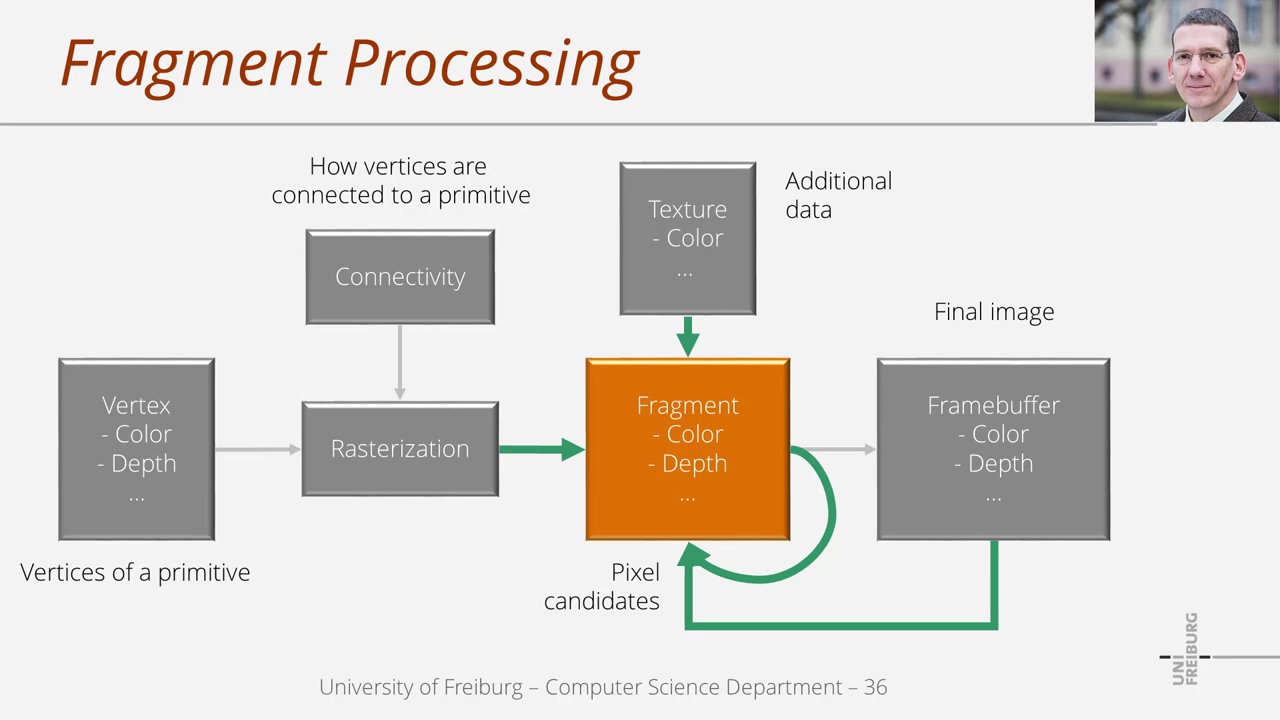 Fragment Processing
How vertices are
connected to a primitive
Texture
- Color
...
Additional
data
Connectivity
Final image
Vertex
- Color
- Depth
...
Rasterization
Fragment
- Color
- Depth
...
Framebuffer
- Color
- Depth
...
Vertices of a primitive
Pixel
candidates
UNI
FREIBURG
University of Freiburg – Computer Science Department – 36